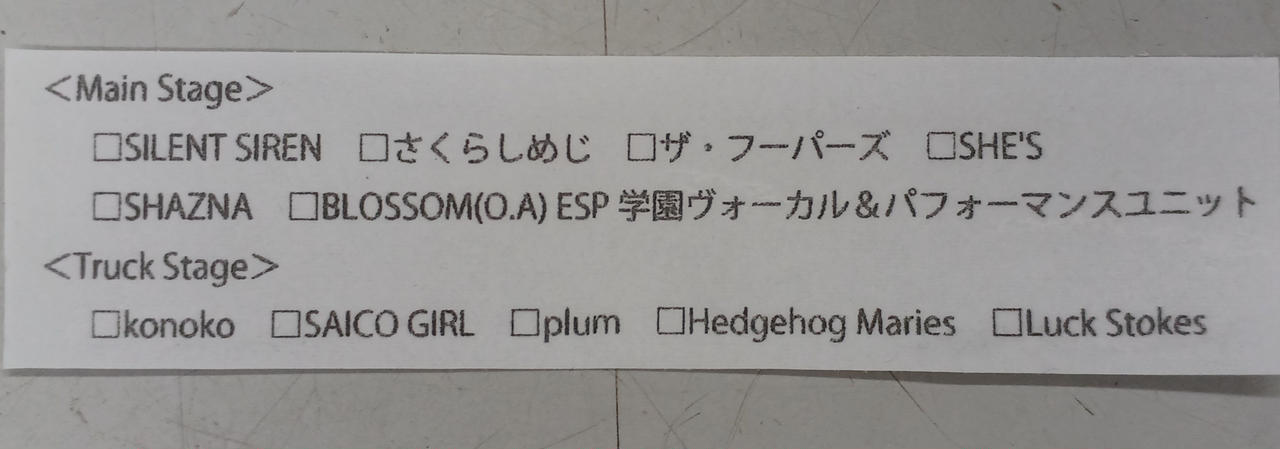 ＜Main Stage＞
□SILENT SIREN □さくらしめじ □ザ・フーパーズ □SHE'S
□SHAZNA □BLOSSOM(O.A) ESP 学園ヴォーカル＆パフォーマンスユニット
＜Truck Stage＞
□konoko □SAICO GIRL □plum □Hedgehog Maries □Luck Stokes